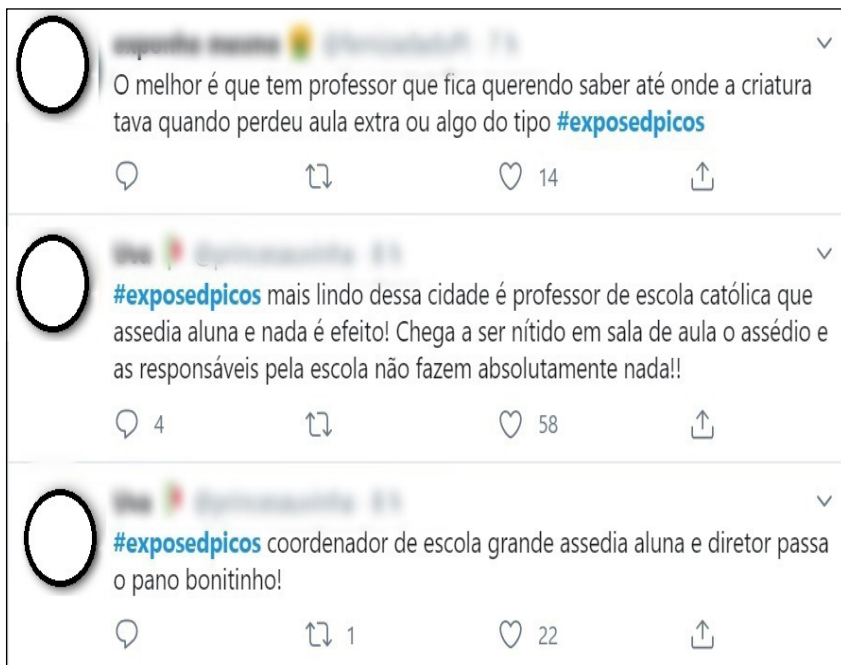 O melhor é que tem professor que fica querendo saber até onde a criatura
tava quando perdeu aula extra ou algo do tipo #exposedpicos
14
#exposedpicos mais lindo dessa cidade é professor de escola católica que
assedia aluna e nada é efeito! Chega a ser nítido em sala de aula o assédio e
as responsáveis pela escola não fazem absolutamente nada!!
4 58
#exposedpicos coordenador de escola grande assedia aluna e diretor passa
o pano bonitinho!
1 22